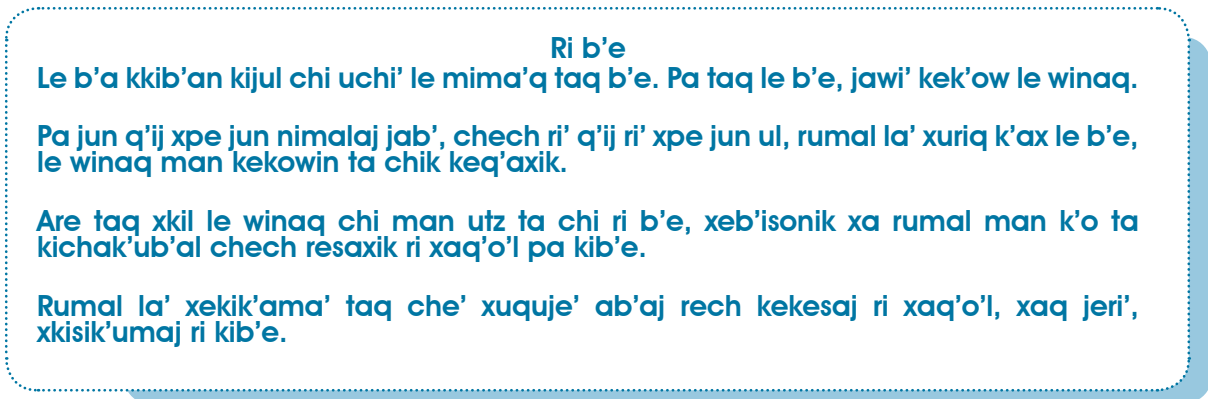 Ri b’e
Le b’a kkib’an kijul chi uchi’ le mima’q taq b’e. Pa taq le b’e, jawi’ kek’ow le winaq.
Pa jun q’ij xpe jun nimalaj jab’, chech ri’ q’ij ri’ xpe jun ul, rumal la’ xuriq k’ax le b’e,
le winaq man kekowin ta chik keq’axik.
Are taq xkil le winaq chi man utz ta chi ri b’e, xeb’isonik xa rumal man k’o ta
kichak’ub’al chech resaxik ri xaq’o’l pa kib’e.
Rumal la’ xekik’ama’ taq che’ xuquje’ ab’aj rech kekesaj ri xaq’o’l, xaq jeri’,
xkisik’umaj ri kib’e.